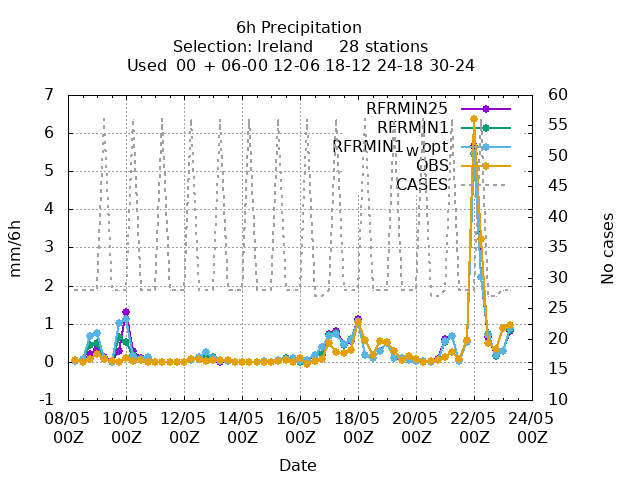 6h Precipitation
Selection: Ireland 28 stations
Used 00 + 06-00 12-06 18-12 24-18 30-24
RFRMIN25
RFRMIN1
RFRMIN1_w opt
OBS
CASES
mm/6h
7
6
5
4
3
2
1
0
-1
No cases
60
55
50
45
40
35
30
25
20
15
10
08/05 10/05 12/05 14/05 16/05 18/05 20/05 22/05 24/05
00Z 00Z 00Z 00Z 00Z 00Z 00Z 00Z 00Z
Date